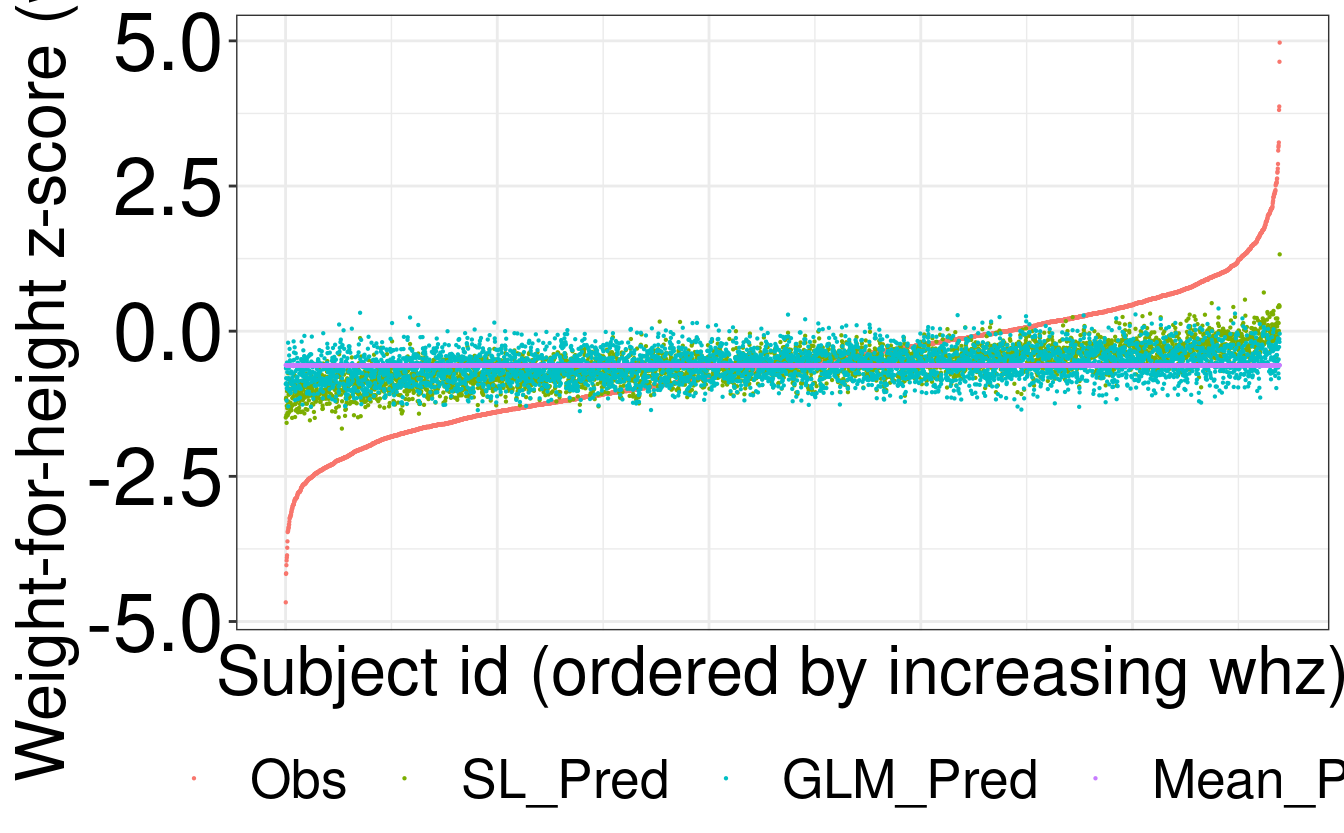 Weight-for-height z-score (
5.0
2.5
0.0
-2.5
-5.0
Subject id (ordered by increasing whz)
Obs SL_Pred GLM_Pred Mean_P